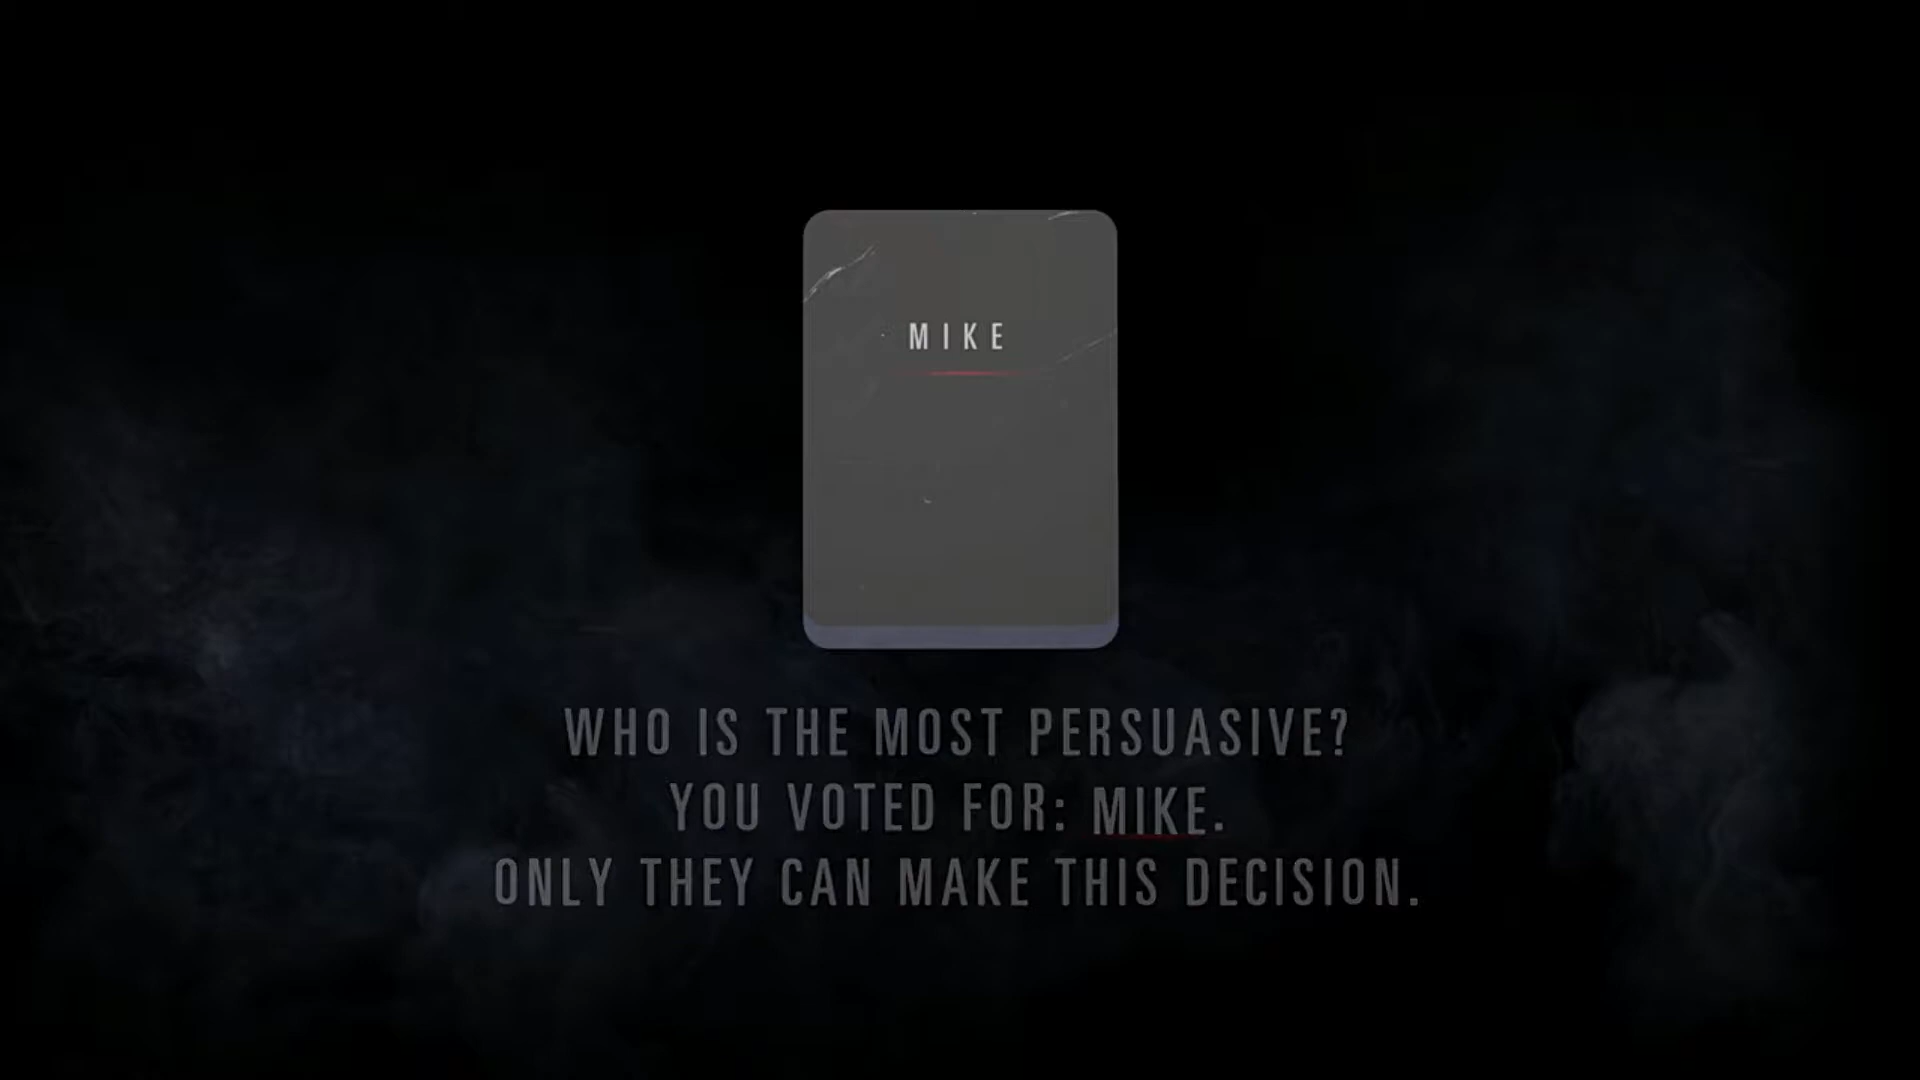 MIKE
WHO IS THE MOST PERSUASIVE?
YOU VOTED FOR: MIKE.
ONLY THEY CAN MAKE THIS DECISION.